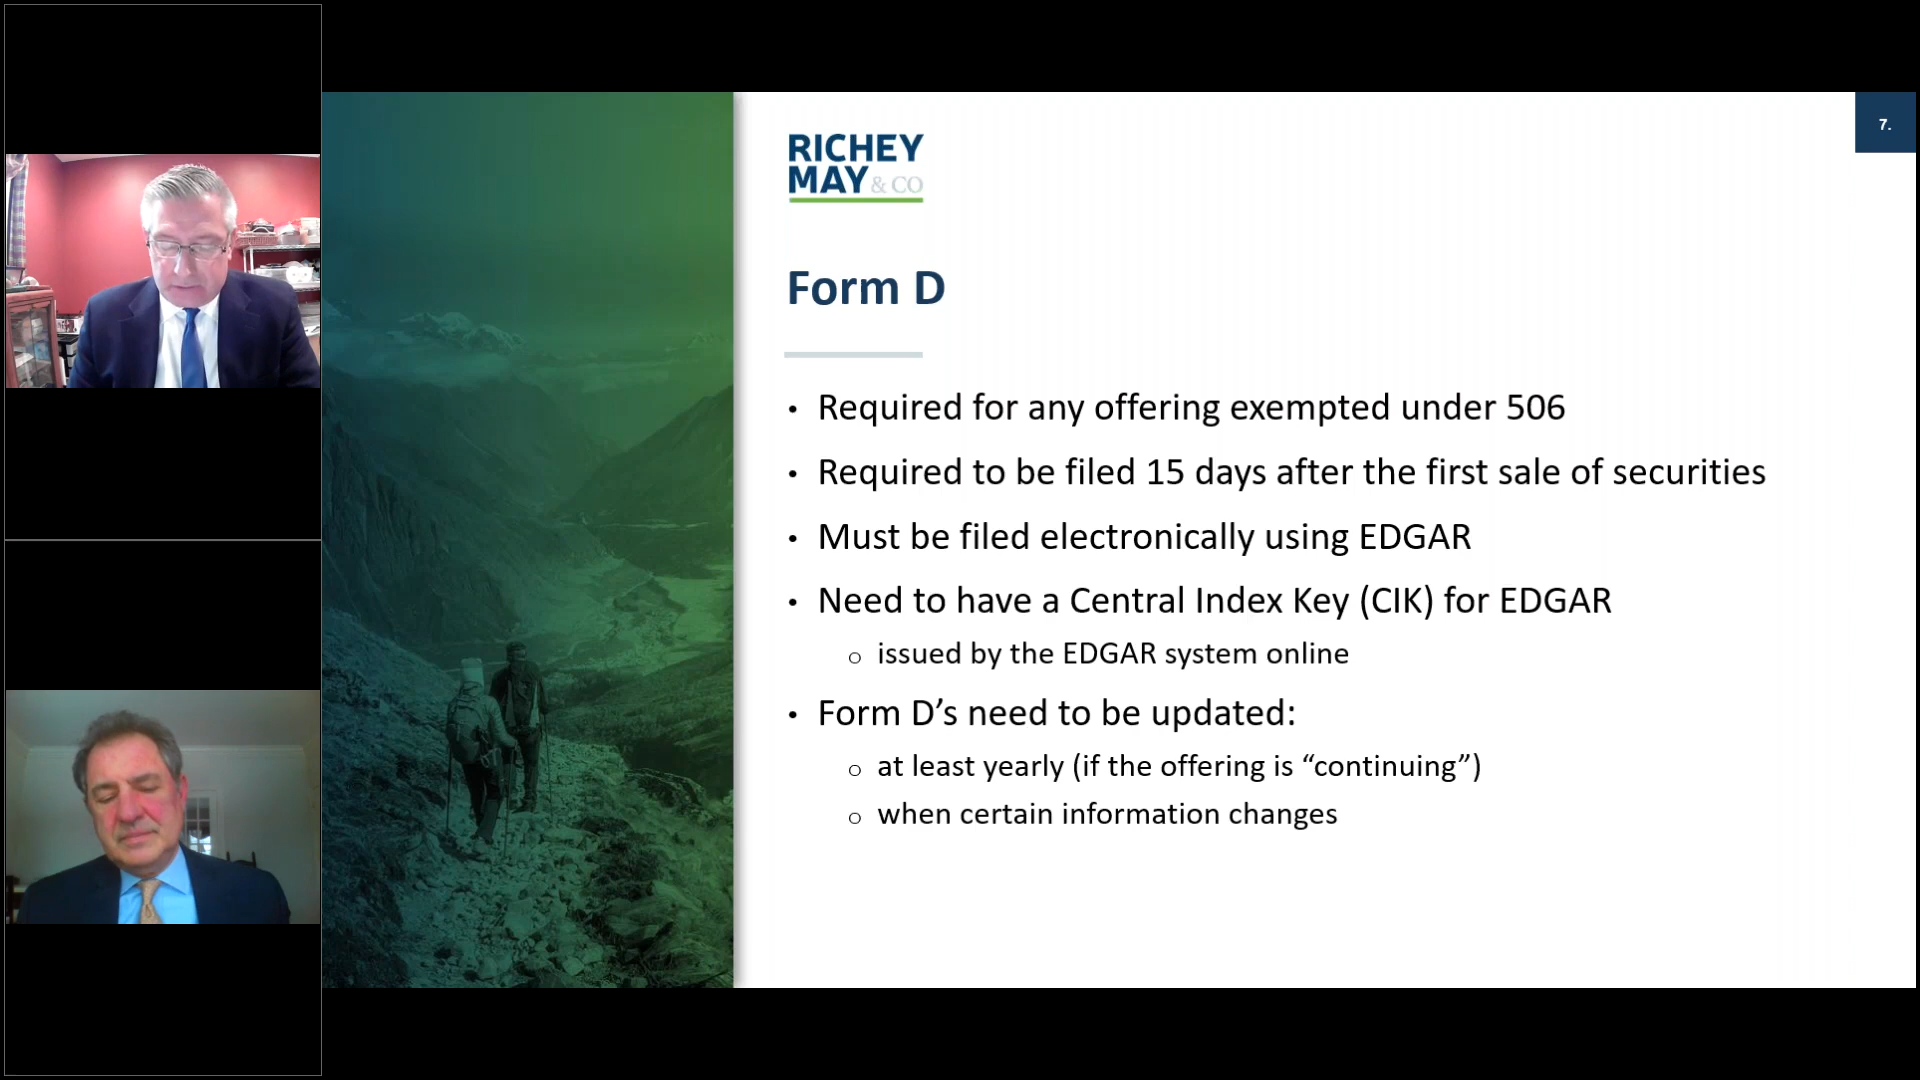 RICHEY
MAY & CO
7.
Form D
• Required for any offering exempted under 506
• Required to be filed 15 days after the first sale of securities
• Must be filed electronically using EDGAR
• Need to have a Central Index Key (CIK) for EDGAR
o issued by the EDGAR system online
• Form D’s need to be updated:
o at least yearly (if the offering is “continuing”)
o when certain information changes